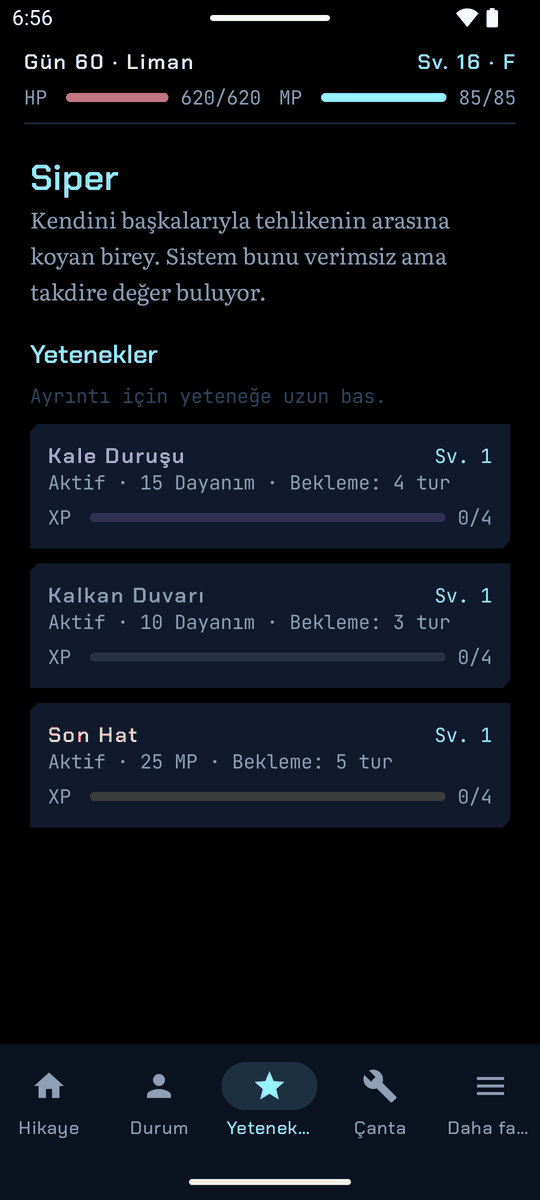 6:56
Gün 60 · Liman Sv. 16 · F
HP 620/620 MP 85/85
Siper
Kendini başkalarıyla tehlikenin arasına
koyan birey. Sistem bunu verimsiz ama
takdire değer buluyor.
Yetenekler
Ayrıntı için yeteneğe uzun bas.
Kale Duruşu Sv. 1
Aktif · 15 Dayanım · Bekleme: 4 tur
XP 0/4
Kalkan Duvarı Sv. 1
Aktif · 10 Dayanım · Bekleme: 3 tur
XP 0/4
Son Hat Sv. 1
Aktif · 25 MP · Bekleme: 5 tur
XP 0/4
Hikaye Durum Yetenek... Çanta Daha fa...